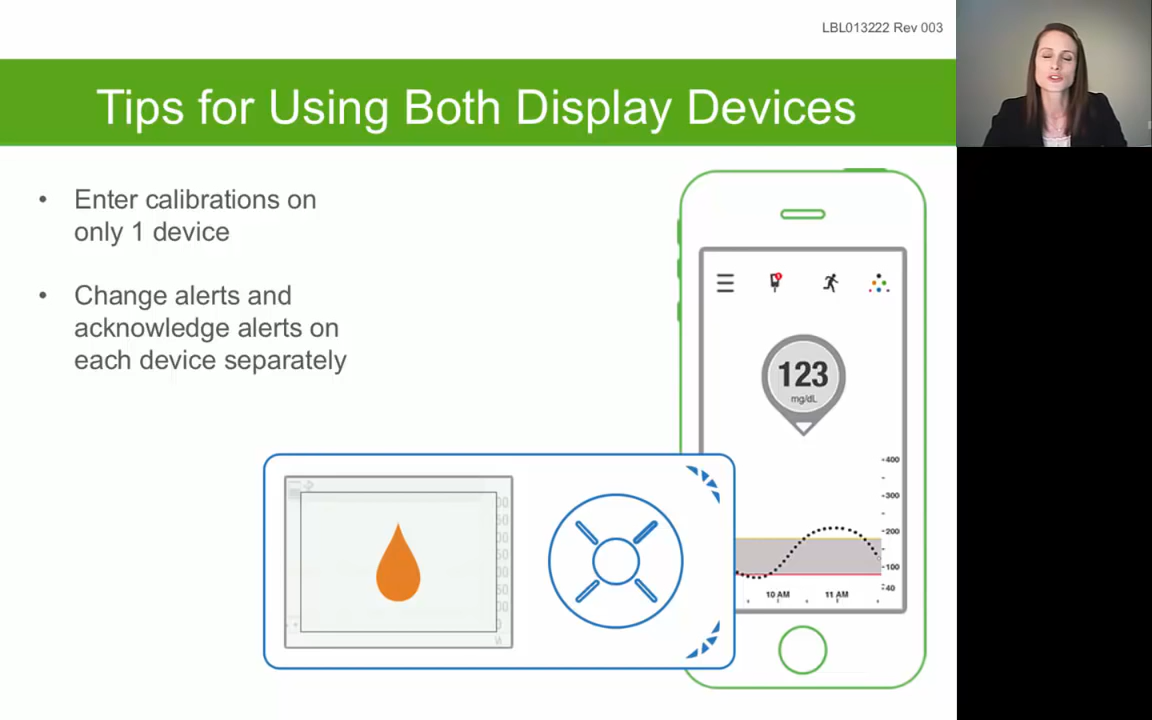 LBL013222 Rev 003
Tips for Using Both Display Devices
• Enter calibrations on
only 1 device
• Change alerts and
acknowledge alerts on
each device separately
123
mg/dL
400
300
200
100
40
10 AM
11 AM